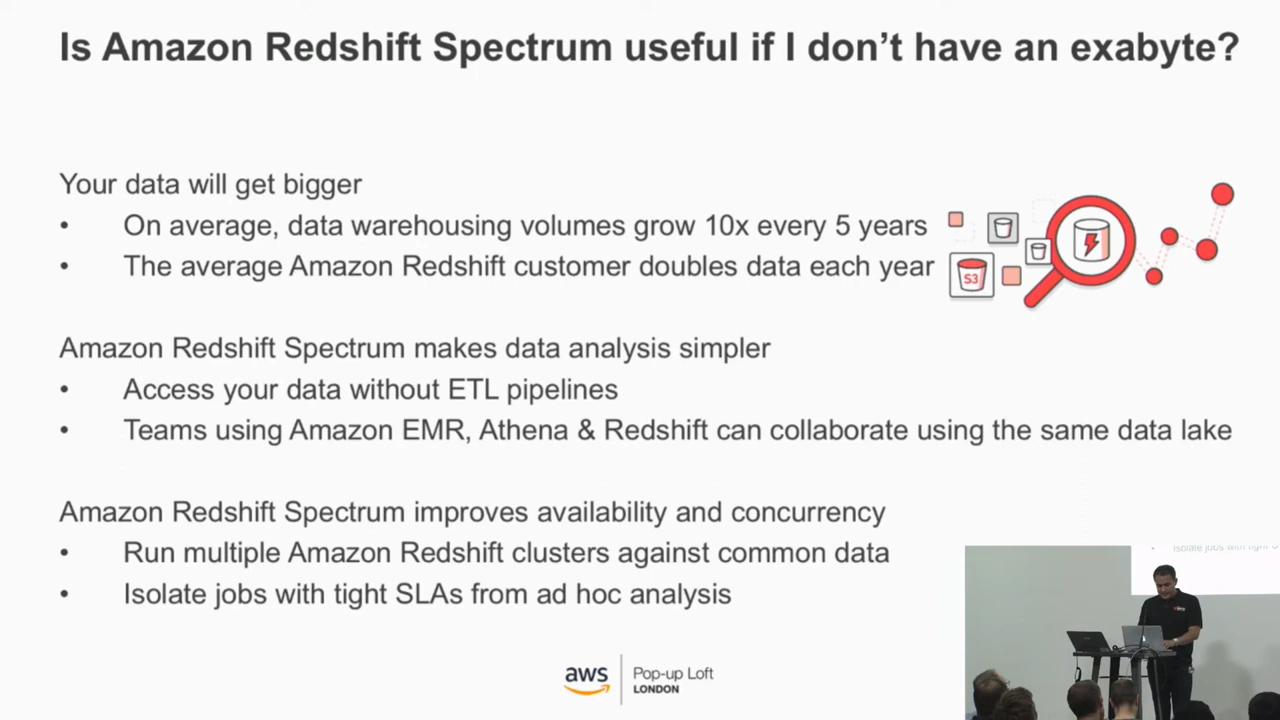 Is Amazon Redshift Spectrum useful if I don’t have an exabyte?
Your data will get bigger
• On average, data warehousing volumes grow 10x every 5 years
• The average Amazon Redshift customer doubles data each year
S3
Amazon Redshift Spectrum makes data analysis simpler
• Access your data without ETL pipelines
• Teams using Amazon EMR, Athena & Redshift can collaborate using the same data lake
Amazon Redshift Spectrum improves availability and concurrency
• Run multiple Amazon Redshift clusters against common data
• Isolate jobs with tight SLAs from ad hoc analysis
Isolate jobs with tight
aws
Pop-up Loft
LONDON